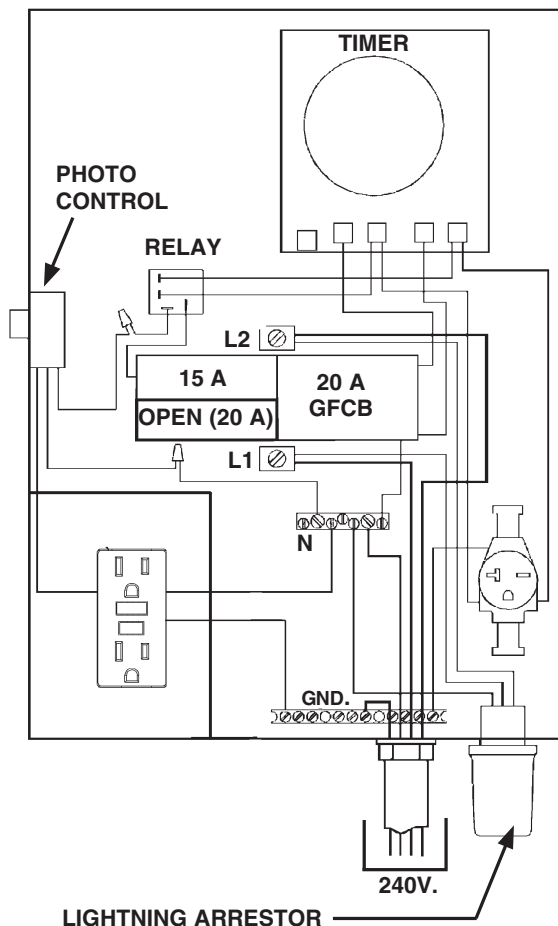 TIMER
PHOTO
CONTROL
RELAY
L2
15 A
20 A
GFCB
OPEN (20 A)
L1
N
GND.
240V.
LIGHTNING ARRESTOR